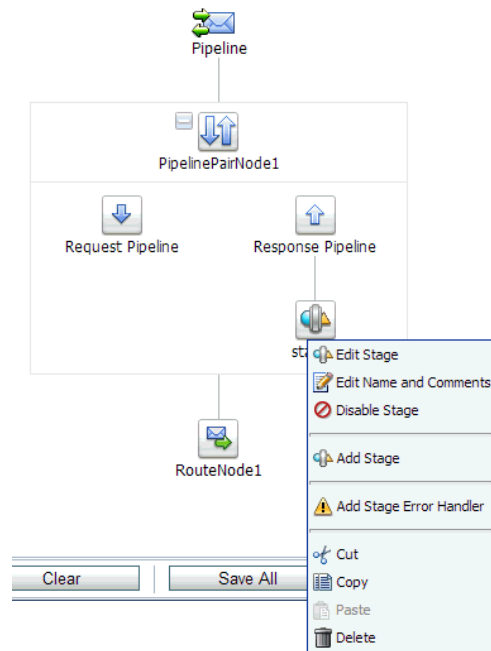 Pipeline
PipelinePairNode1
Request Pipeline
Response Pipeline
Edit Stage
Edit Name and Comments
Disable Stage
Add Stage
RouteNode1
Add Stage Error Handler
Cut
Clear
Save All
Copy
Paste
Delete